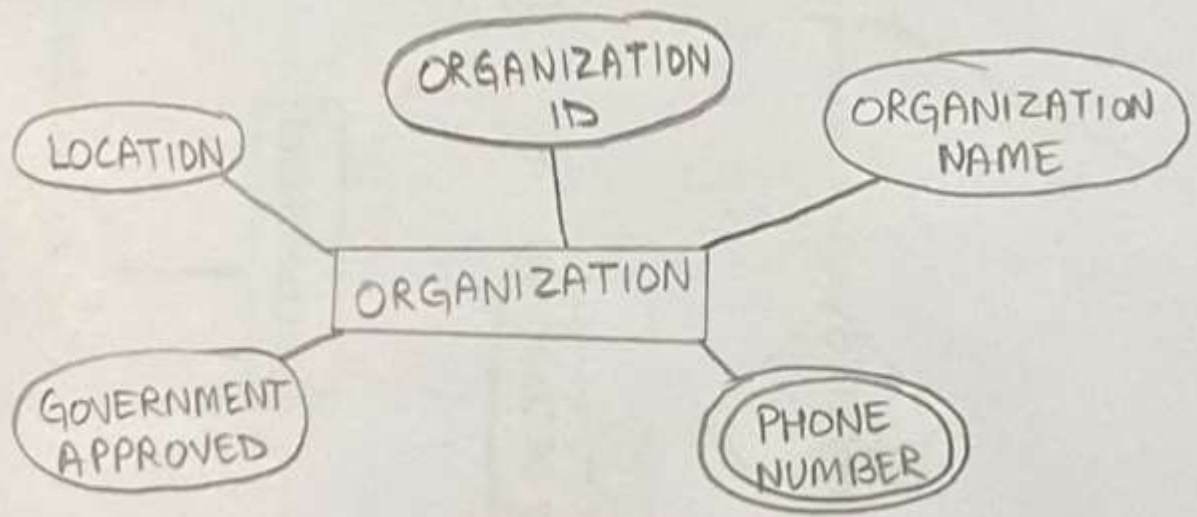 ORGANIZATION
ID
ORGANIZATION
NAME
LOCATION
ORGANIZATION
GOVERNMENT
APPROVED
PHONE
NUMBER